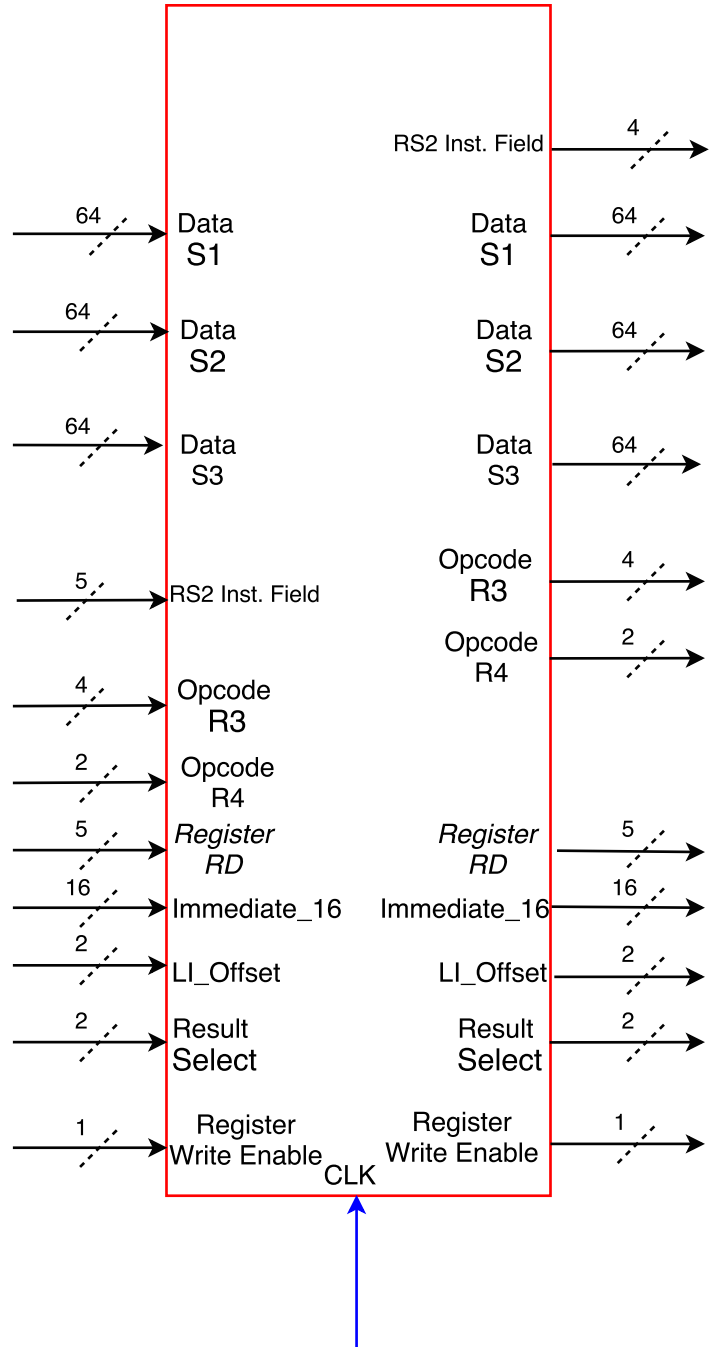 4
RS2 Inst. Field
64
Data
S1
Data
S1
64
64
Data
S2
Data
S2
64
64
Data
S3
Data
S3
64
5
RS2 Inst. Field
Opcode
R3
4
Opcode
R4
2
4
Opcode
R3
2
Opcode
R4
5
Register
RD
Register
RD
5
16
Immediate_16
Immediate_16
16
2
LI_Offset
LI_Offset
2
2
Result
Select
Result
Select
2
1
Register
Write Enable
Register
Write Enable
1
CLK